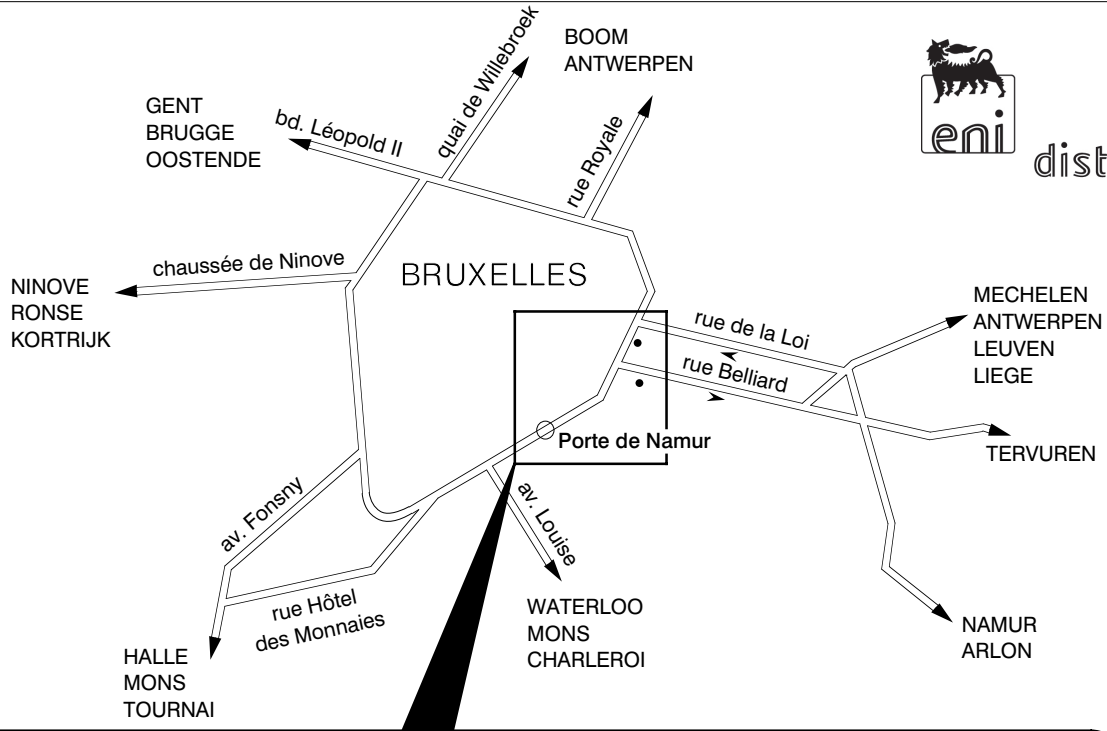 BOOM
ANTWERPEN
quai de Willebroek
GENT
BRUGGE
OOSTENDE
bd. Léopold II
rue Royale
eni
dist
chaussée de Ninove
BRUXELLES
NINOVE
RONSE
KORTRIJK
rue de la Loi
MECHELEN
ANTWERPEN
LEUVEN
LIEGE
rue Belliard
Porte de Namur
TERVUREN
av. Fonsny
av. Louise
rue Hôtel
des Monnaies
WATERLOO
MONS
CHARLEROI
NAMUR
ARLON
HALLE
MONS
TOURNAI